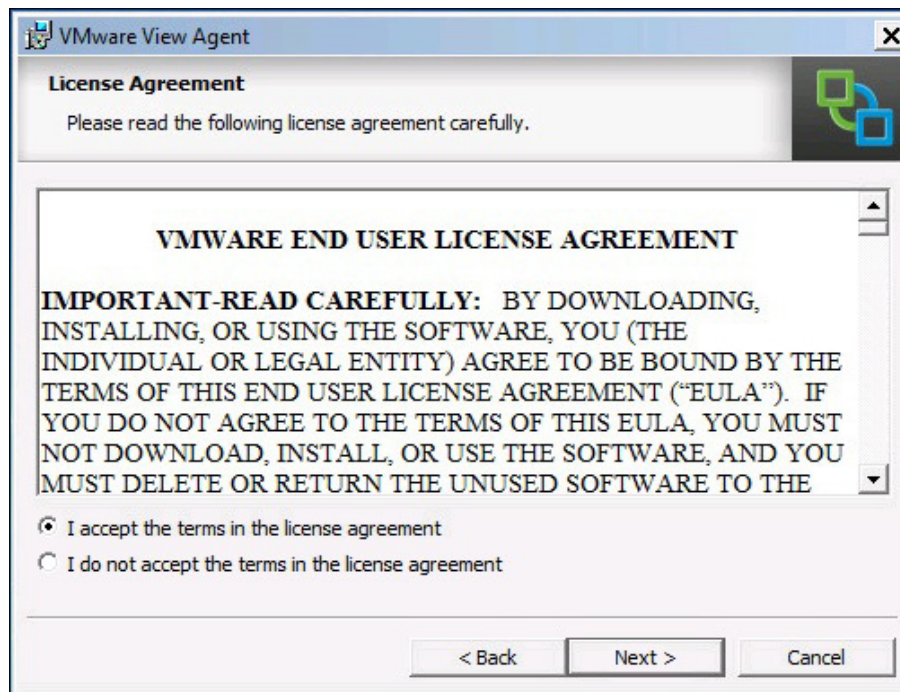 VMware View Agent
License Agreement
Please read the following license agreement carefully.
VMWARE END USER LICENSE AGREEMENT
IMPORTANT-READ CAREFULLY: BY DOWNLOADING,
INSTALLING, OR USING THE SOFTWARE, YOU (THE
INDIVIDUAL OR LEGAL ENTITY) AGREE TO BE BOUND BY THE
TERMS OF THIS END USER LICENSE AGREEMENT (“EULA”). IF
YOU DO NOT AGREE TO THE TERMS OF THIS EULA, YOU MUST
NOT DOWNLOAD, INSTALL, OR USE THE SOFTWARE, AND YOU
MUST DELETE OR RETURN THE UNUSED SOFTWARE TO THE
I accept the terms in the license agreement
I do not accept the terms in the license agreement
< Back Next > Cancel